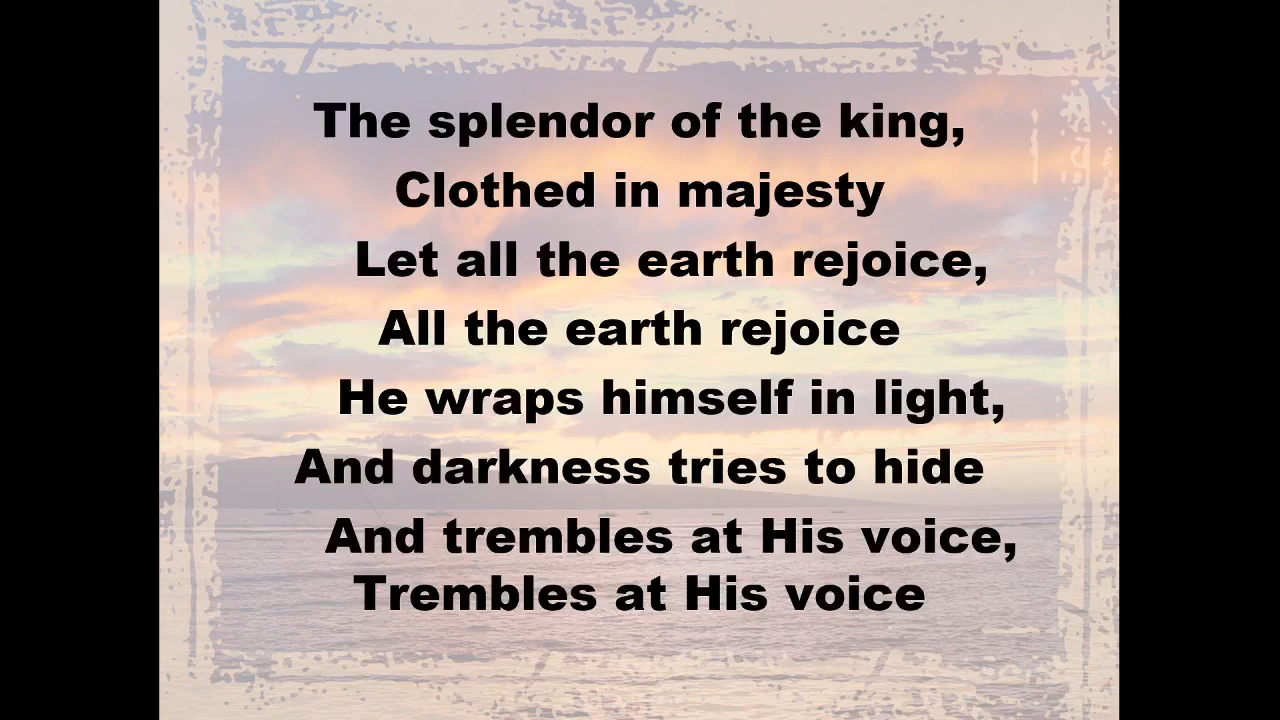 The splendor of the king,
Clothed in majesty
Let all the earth rejoice,
All the earth rejoice
He wraps himself in light,
And darkness tries to hide
And trembles at His voice,
Trembles at His voice